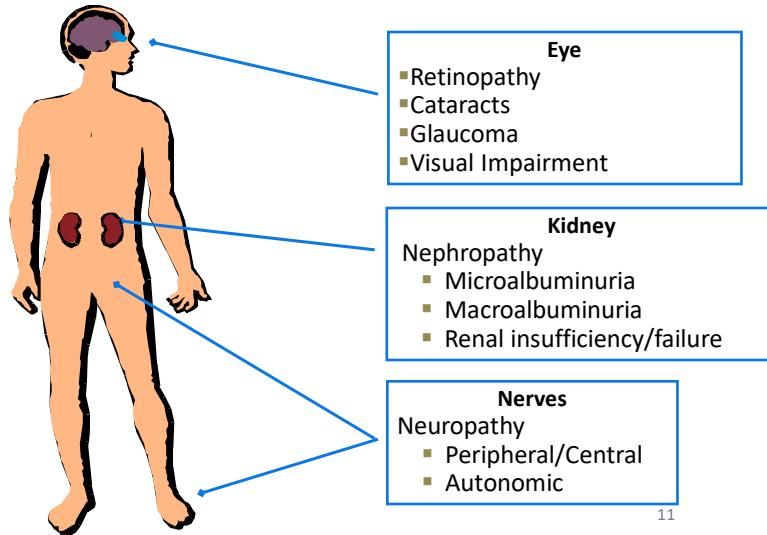 Eye
▪Retinopathy
▪Cataracts
▪Glaucoma
▪Visual Impairment
Kidney
Nephropathy
▪ Microalbuminuria
▪ Macroalbuminuria
▪ Renal insufficiency/failure
Nerves
Neuropathy
▪ Peripheral/Central
▪ Autonomic
11